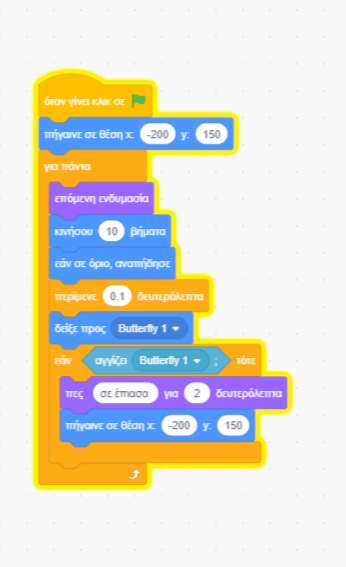 όταν γίνει κλικ σε
πήγαινε σε θέση x: -200 y: 150
για πάντα
επόμενη ενδυμασία
κινήσου 10 βήματα
εάν σε όριο, αναπήδησε
περίμενε 0.1 δευτερόλεπτα
δείξε προς Butterfly 1
εάν αγγίζει Butterfly 1 ; τότε
πες σε έπιασα για 2 δευτερόλεπτα
πήγαινε σε θέση x: -200 y: 150